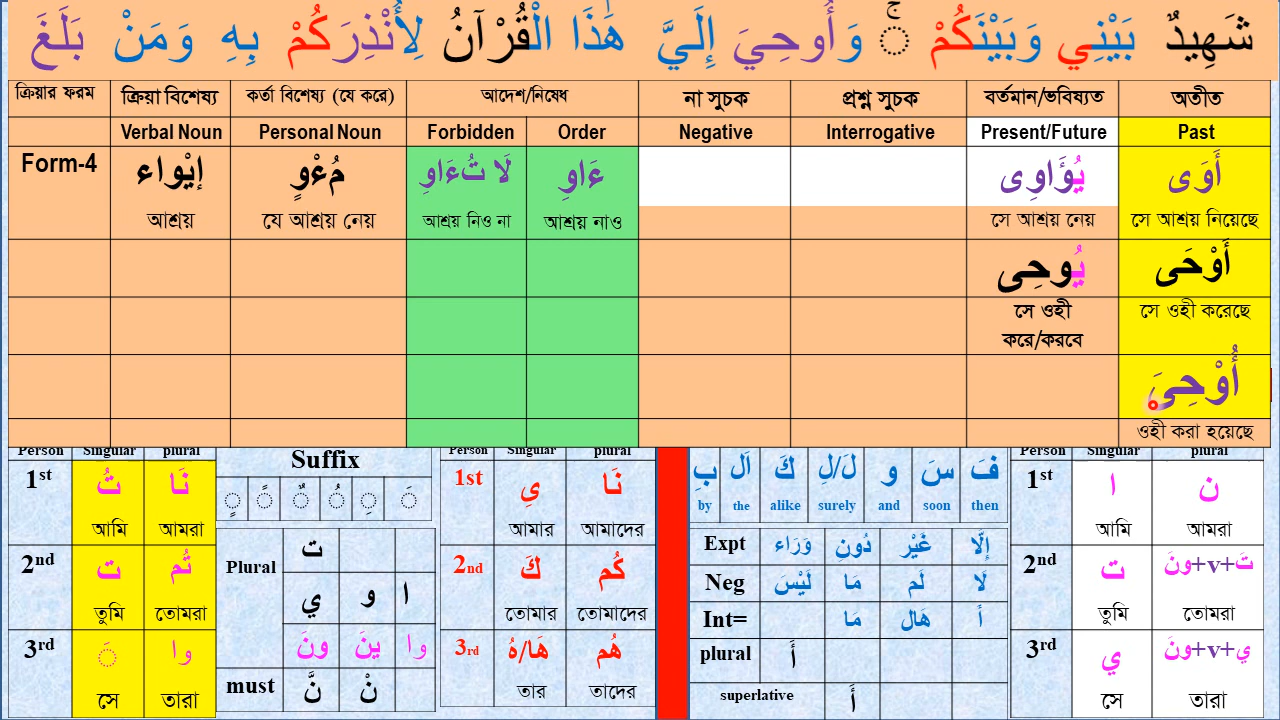 شَهِيدٌ بَيْنِي وَبَيْنَكُمْ ۚ وَأُوحِيَ إِلَيَّ هَٰذَا الْقُرْآنُ لِأُنْذِرَكُمْ بِهِ وَمَنْ بَلَغَ
ক্রিয়ার ফরম ক্রিয়া বিশেষ্য কর্তা বিশেষ্য (যে করে) আদেশ/নিষেধ না সুচক প্রশ্ন সুচক বর্তমান/ভবিষ্যত অতীত
Verbal Noun Personal Noun Forbidden Order Negative Interrogative Present/Future Past
Form-4 إيْواء مُءْوٍ لَا تُءَاوِ ءَاوِ يُؤَاوِى أَوَى
আশ্রয় যে আশ্রয় নেয় আশ্রয় নিও না আশ্রয় নাও সে আশ্রয় নেয় সে আশ্রয় নিয়েছে
يُوحِى أَوْحَى
সে ওহী করে/করবে সে ওহী করেছে
أُوْحِىَ
ওহী করা হয়েছে
Person Singular plural
1st تُ نَا
আমি আমরা
2nd ت تُم
তুমি তোমরা
3rd َ وا
সে তারা
Suffix
ٍ ً ٌ ُ ِ َ
Plural ت
ي و ا
ونَ ينَ وا
must نَّ نْ
Person Singular plural
1st ىِ نَا
আমার আমাদের
2nd كَ كُم
তোমার তোমাদের
3rd هَا/هُ هُم
তার তাদের
بِ اَل كَ لَ/لِ و سَ فَ
by the alike surely and soon then
Expt وَرَاء دُونِ غَيْر إِلَّا
Neg لَيْسَ مَا لَم لَا
Int= مَا هَال أ
plural أَ
superlative أَ
Person Singular plural
1st ا ن
আমি আমরা
2nd ت تَ+v+ونَ
তুমি তোমরা
3rd ي ي+v+ونَ
সে তারা